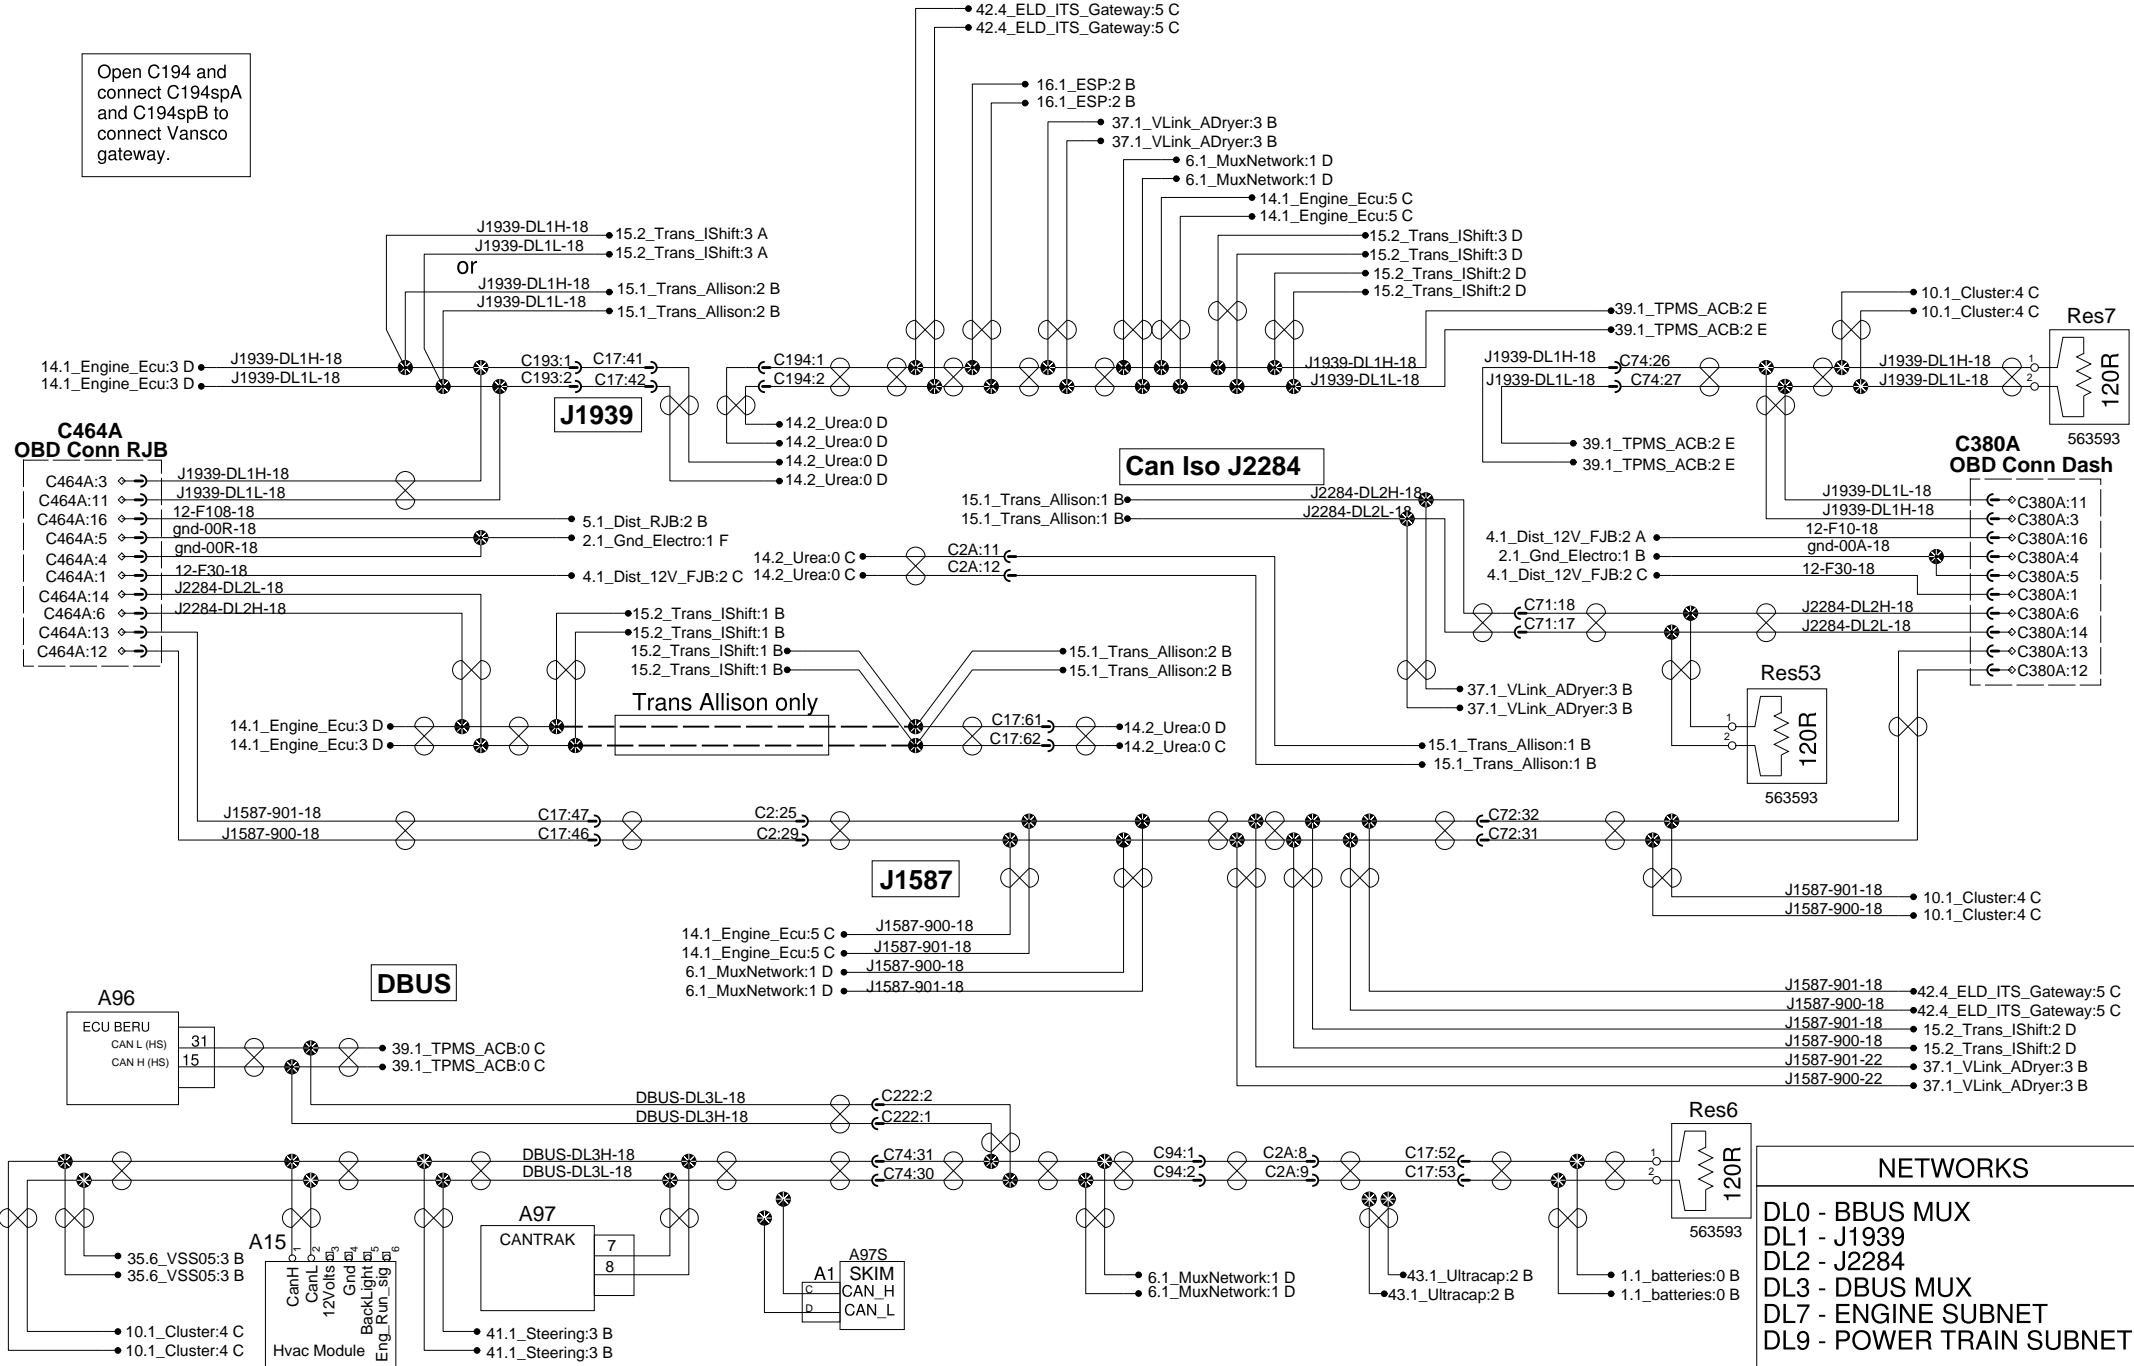 42.4_ELD_ITS_Gateway:5 C
42.4_ELD_ITS_Gateway:5 C
Open C194 and
connect C194spA
and C194spB to
connect Vansco
gateway.
16.1_ESP:2 B
16.1_ESP:2 B
37.1_VLink_ADryer:3 B
37.1_VLink_ADryer:3 B
6.1_MuxNetwork:1 D
6.1_MuxNetwork:1 D
14.1_Engine_Ecu:5 C
14.1_Engine_Ecu:5 C
J1939-DL1H-18 15.2_Trans_IShift:3 A
J1939-DL1L-18 15.2_Trans_IShift:3 A
or
J1939-DL1H-18 15.1_Trans_Allison:2 B
J1939-DL1L-18 15.1_Trans_Allison:2 B
15.2_Trans_IShift:3 D
15.2_Trans_IShift:3 D
15.2_Trans_IShift:2 D
15.2_Trans_IShift:2 D
39.1_TPMS_ACB:2 E
39.1_TPMS_ACB:2 E
10.1_Cluster:4 C
10.1_Cluster:4 C
Res7
1
2
120R
563593
14.1_Engine_Ecu:3 D J1939-DL1H-18 C193:1 C17:41 C194:1 J1939-DL1H-18 J1939-DL1H-18 C74:26 J1939-DL1H-18
14.1_Engine_Ecu:3 D J1939-DL1L-18 C193:2 C17:42 C194:2 J1939-DL1L-18 J1939-DL1L-18 C74:27 J1939-DL1L-18
J1939
14.2_Urea:0 D
14.2_Urea:0 D
14.2_Urea:0 D
14.2_Urea:0 D
39.1_TPMS_ACB:2 E
39.1_TPMS_ACB:2 E
C464A
OBD Conn RJB
C464A:3 J1939-DL1H-18
C464A:11 J1939-DL1L-18
C464A:16 12-F108-18 5.1_Dist_RJB:2 B
C464A:5 gnd-00R-18 2.1_Gnd_Electro:1 F
C464A:4 gnd-00R-18
C464A:1 12-F30-18 4.1_Dist_12V_FJB:2 C
C464A:14 J2284-DL2L-18
C464A:6 J2284-DL2H-18
C464A:13
C464A:12
Can Iso J2284
15.1_Trans_Allison:1 B J2284-DL2H-18
15.1_Trans_Allison:1 B J2284-DL2L-18
14.2_Urea:0 C C2A:11
14.2_Urea:0 C C2A:12
C380A
OBD Conn Dash
J1939-DL1L-18 C380A:11
J1939-DL1H-18 C380A:3
4.1_Dist_12V_FJB:2 A 12-F10-18 C380A:16
2.1_Gnd_Electro:1 B gnd-00A-18 C380A:4
4.1_Dist_12V_FJB:2 C 12-F30-18 C380A:5
C380A:1
C71:18 J2284-DL2H-18 C380A:6
C71:17 J2284-DL2L-18 C380A:14
C380A:13
C380A:12
15.2_Trans_IShift:1 B
15.2_Trans_IShift:1 B
15.2_Trans_IShift:1 B 15.1_Trans_Allison:2 B
15.2_Trans_IShift:1 B 15.1_Trans_Allison:2 B
Trans Allison only
14.1_Engine_Ecu:3 D C17:61 14.2_Urea:0 D
14.1_Engine_Ecu:3 D C17:62 14.2_Urea:0 C
37.1_VLink_ADryer:3 B
37.1_VLink_ADryer:3 B
15.1_Trans_Allison:1 B
15.1_Trans_Allison:1 B
Res53
1
2
120R
563593
J1587-901-18 C17:47 C2:25 C72:32
J1587-900-18 C17:46 C2:29 C72:31
J1587
J1587-901-18 10.1_Cluster:4 C
J1587-900-18 10.1_Cluster:4 C
14.1_Engine_Ecu:5 C J1587-900-18
14.1_Engine_Ecu:5 C J1587-901-18
6.1_MuxNetwork:1 D J1587-900-18
6.1_MuxNetwork:1 D J1587-901-18
J1587-901-18 42.4_ELD_ITS_Gateway:5 C
J1587-900-18 42.4_ELD_ITS_Gateway:5 C
J1587-901-18 15.2_Trans_IShift:2 D
J1587-900-18 15.2_Trans_IShift:2 D
J1587-901-22 37.1_VLink_ADryer:3 B
J1587-900-22 37.1_VLink_ADryer:3 B
DBUS
A96
ECU BERU
CAN L (HS) 31 39.1_TPMS_ACB:0 C
CAN H (HS) 15 39.1_TPMS_ACB:0 C
DBUS-DL3L-18 C222:2
DBUS-DL3H-18 C222:1
DBUS-DL3H-18 C74:31 C94:1 C2A:8 C17:52
DBUS-DL3L-18 C74:30 C94:2 C2A:9 C17:53
Res6
1
2
120R
563593
35.6_VSS05:3 B
35.6_VSS05:3 B
10.1_Cluster:4 C
10.1_Cluster:4 C
A15
1 2 3 4 5 6
CanH
CanL
12Volts
Gnd
BackLight
Eng_Run_sig
Hvac Module
A97
CANTRAK
7
8
41.1_Steering:3 B
41.1_Steering:3 B
A97S
A1 SKIM
C CAN_H
D CAN_L
6.1_MuxNetwork:1 D
6.1_MuxNetwork:1 D
43.1_Ultracap:2 B
43.1_Ultracap:2 B
1.1_batteries:0 B
1.1_batteries:0 B
NETWORKS
DL0 - BBUS MUX
DL1 - J1939
DL2 - J2284
DL3 - DBUS MUX
DL7 - ENGINE SUBNET
DL9 - POWER TRAIN SUBNET